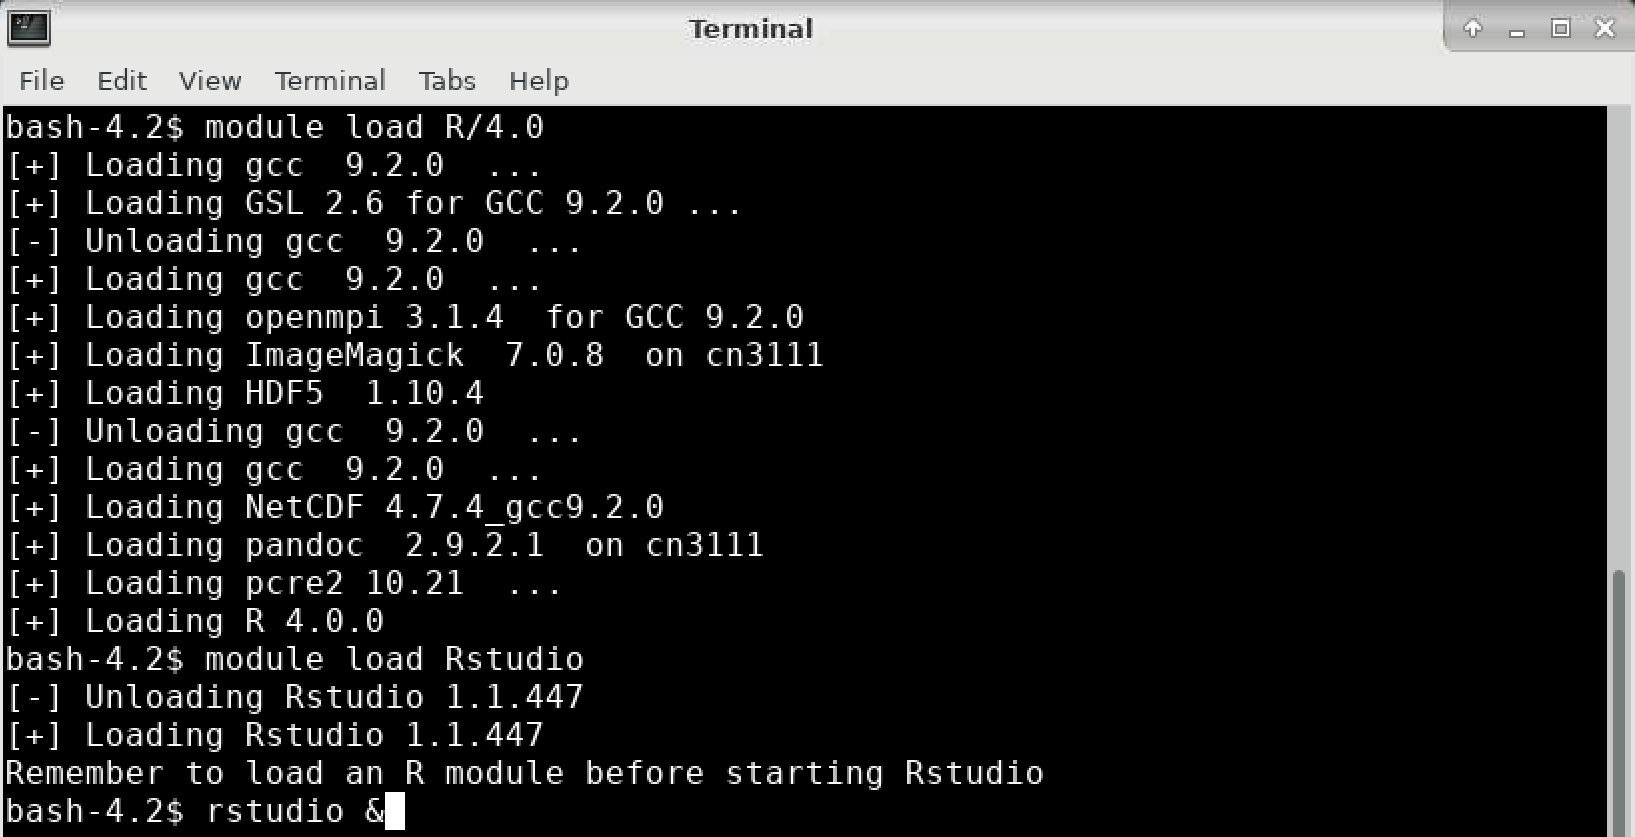 Terminal
File Edit View Terminal Tabs Help
bash-4.2$ module load R/4.0
[+] Loading gcc  9.2.0  ...
[+] Loading GSL 2.6 for GCC 9.2.0 ...
[-] Unloading gcc  9.2.0  ...
[+] Loading gcc  9.2.0  ...
[+] Loading openmpi 3.1.4  for GCC 9.2.0
[+] Loading ImageMagick  7.0.8  on cn3111
[+] Loading HDF5  1.10.4
[-] Unloading gcc  9.2.0  ...
[+] Loading gcc  9.2.0  ...
[+] Loading NetCDF 4.7.4_gcc9.2.0
[+] Loading pandoc  2.9.2.1  on cn3111
[+] Loading pcre2 10.21  ...
[+] Loading R 4.0.0
bash-4.2$ module load Rstudio
[-] Unloading Rstudio 1.1.447
[+] Loading Rstudio 1.1.447
Remember to load an R module before starting Rstudio
bash-4.2$ rstudio &